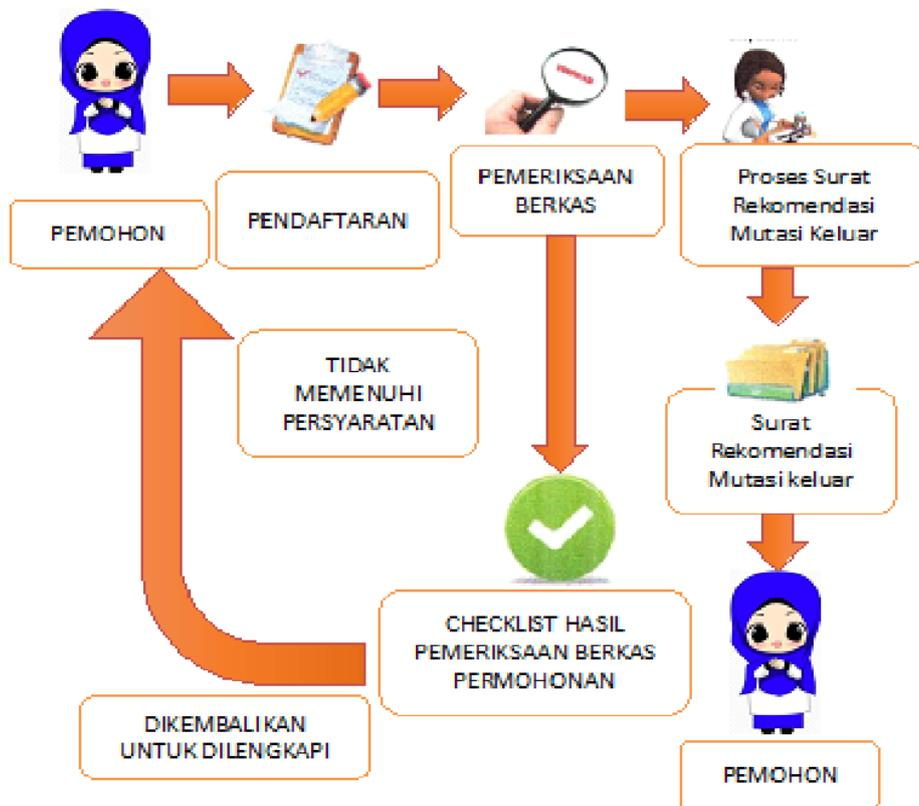 PEMOHON
PENDAFTARAN
PEMERIKSAAN
BERKAS
Proses Surat
Rekomendasi
Mutasi Keluar
TIDAK
MEMENUHI
PERSYARATAN
Surat
Rekomendasi
Mutasi keluar
CHECKLIST HASIL
PEMERIKSAAN BERKAS
PERMOHONAN
DIKEMBALIKAN
UNTUK DILENGKAPI
PEMOHON